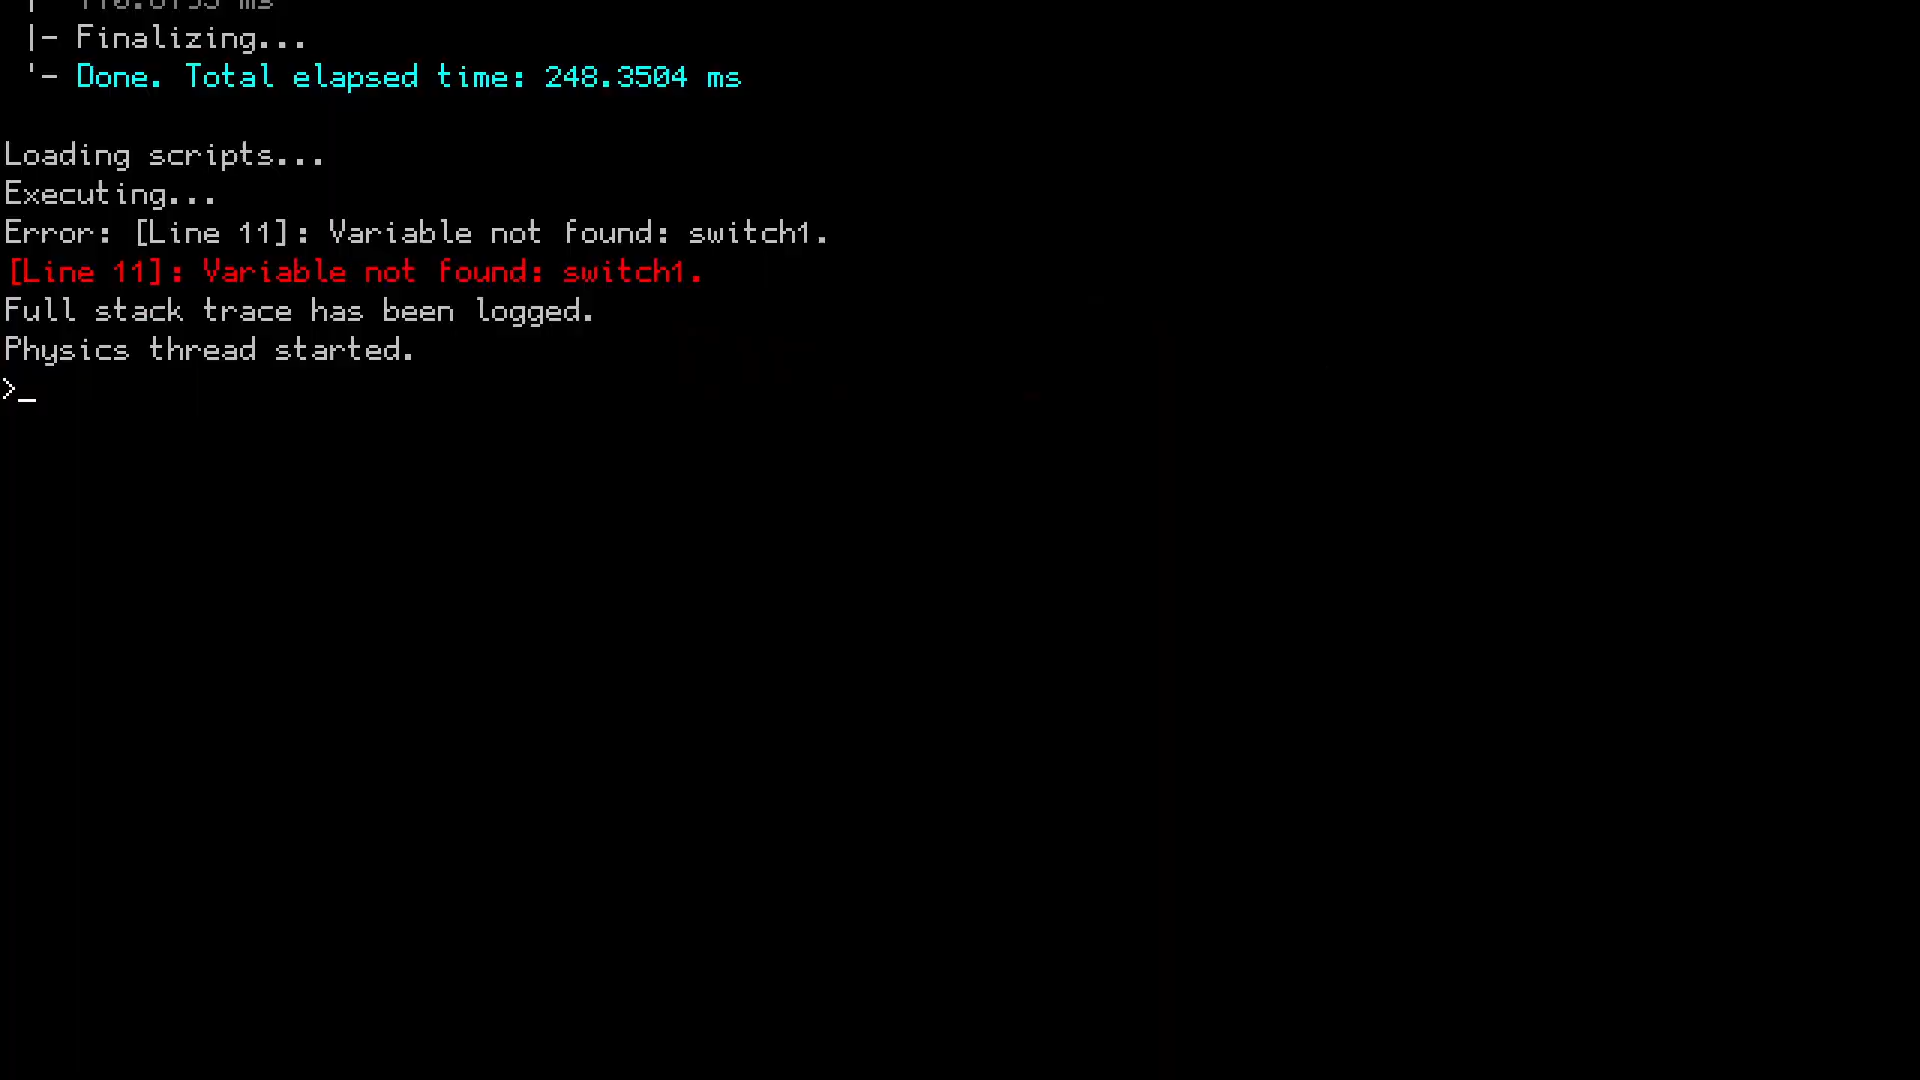 |- Finalizing...
'- Done. Total elapsed time: 248.3504 ms
Loading scripts...
Executing...
Error: [Line 11]: Variable not found: switch1.
[Line 11]: Variable not found: switch1.
Full stack trace has been logged.
Physics thread started.
>_